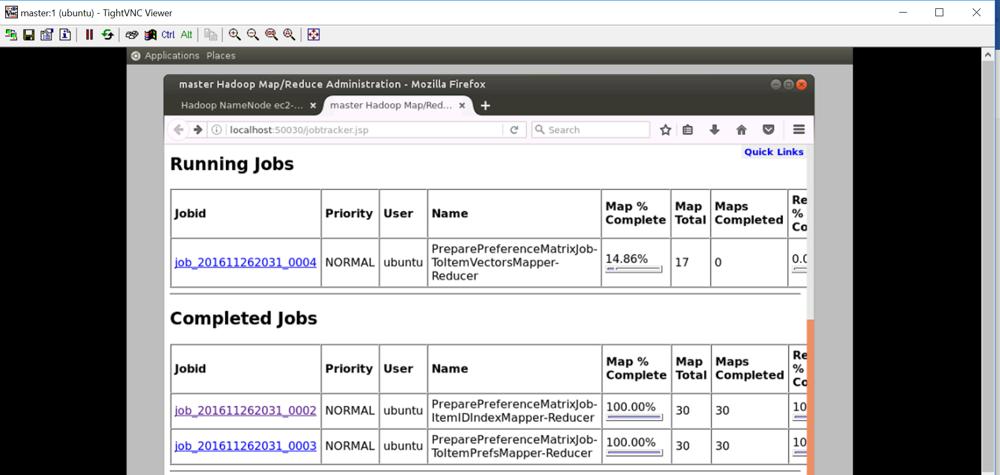 master:1 (ubuntu) - TightVNC Viewer
Ctrl Alt
Applications Places
master Hadoop Map/Reduce Administration - Mozilla Firefox
Hadoop NameNode ec2-... master Hadoop Map/Red...
localhost:50030/jobtracker.jsp Search
Quick Links
Running Jobs
Jobid Priority User Name Map % Complete Map Total Maps Completed Re % Co
job_201611262031_0004 NORMAL ubuntu PreparePreferenceMatrixJob-ToItemVectorsMapper-Reducer 14.86% 17 0 0.0
Completed Jobs
Jobid Priority User Name Map % Complete Map Total Maps Completed Re % Co
job_201611262031_0002 NORMAL ubuntu PreparePreferenceMatrixJob-ItemIDIndexMapper-Reducer 100.00% 30 30 10
job_201611262031_0003 NORMAL ubuntu PreparePreferenceMatrixJob-ToItemPrefsMapper-Reducer 100.00% 30 30 10